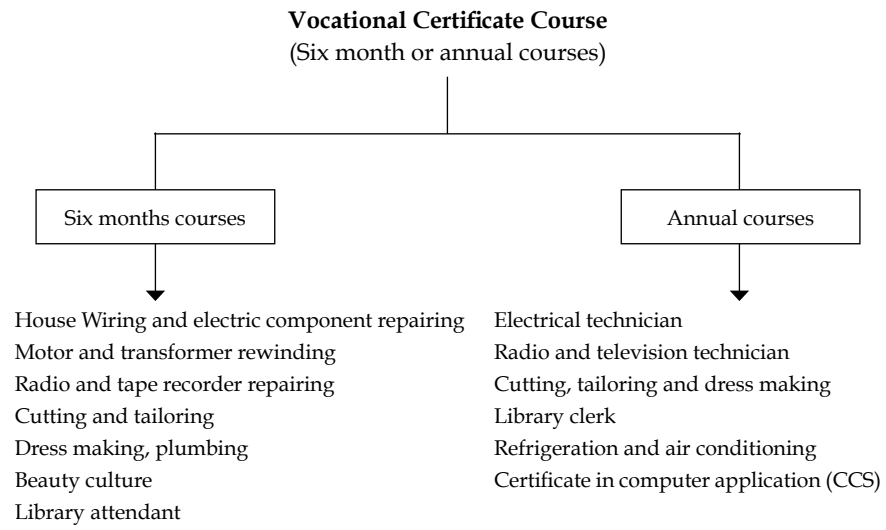 Vocational Certificate Course
(Six month or annual courses)
Six months courses
Annual courses
House Wiring and electric component repairing
Motor and transformer rewinding
Radio and tape recorder repairing
Cutting and tailoring
Dress making, plumbing
Beauty culture
Library attendant
Electrical technician
Radio and television technician
Cutting, tailoring and dress making
Library clerk
Refrigeration and air conditioning
Certificate in computer application (CCS)